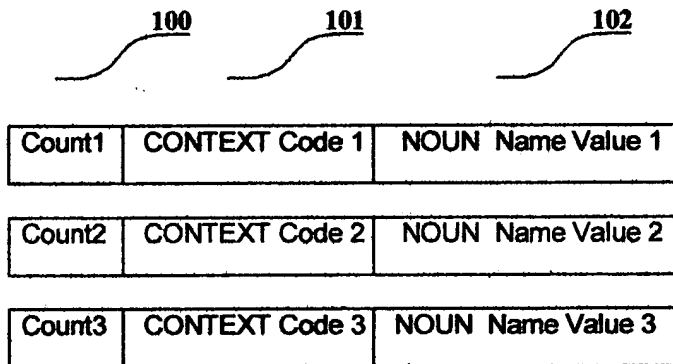 100 101 102
Count1 CONTEXT Code 1 NOUN Name Value 1
Count2 CONTEXT Code 2 NOUN Name Value 2
Count3 CONTEXT Code 3 NOUN Name Value 3